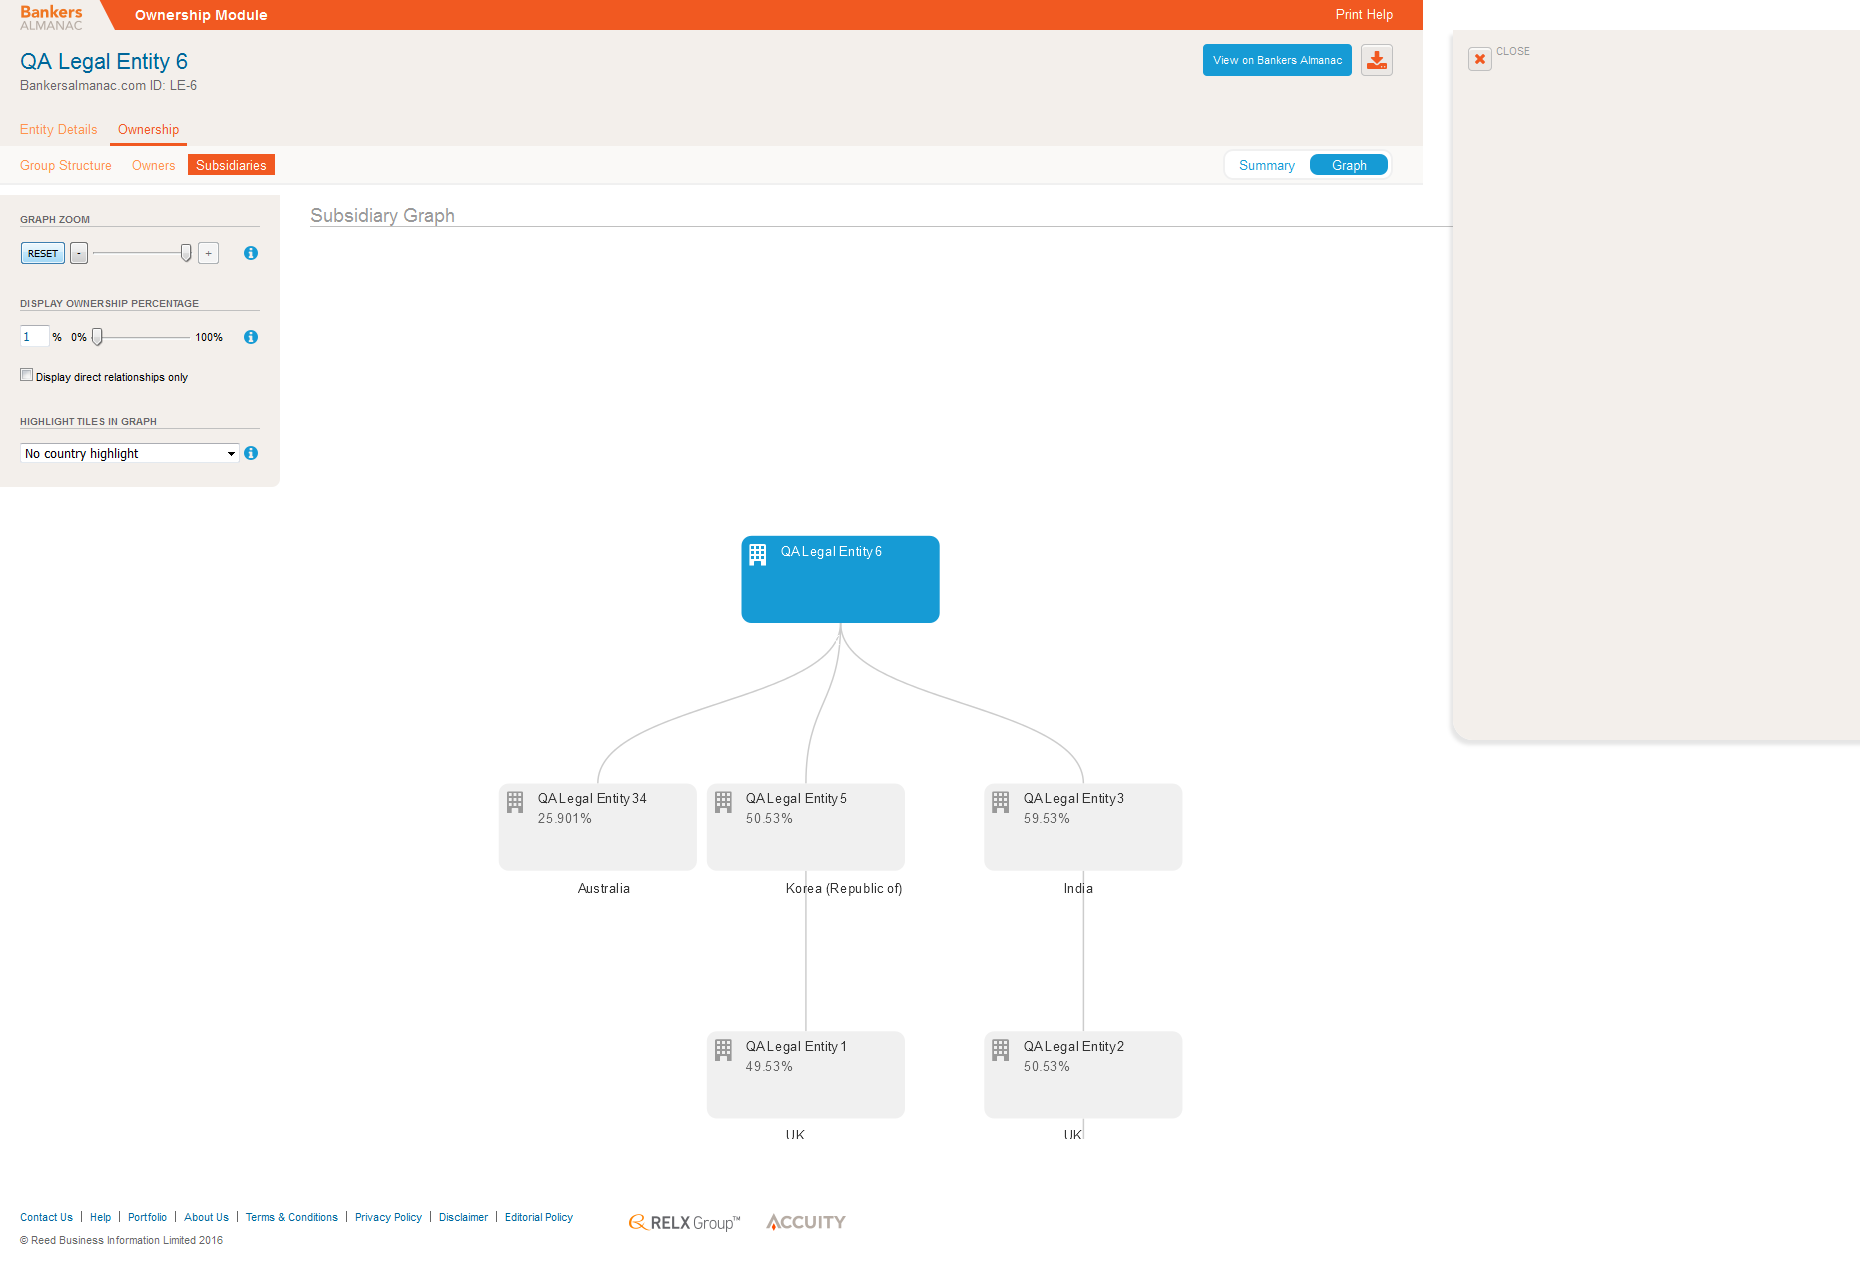 Bankers
ALMANAC
Ownership Module
Print Help
QA Legal Entity 6
Bankersalmanac.com ID: LE-6
View on Bankers Almanac
CLOSE
Entity Details Ownership
Group Structure Owners Subsidiaries
Summary Graph
GRAPH ZOOM
RESET - +
DISPLAY OWNERSHIP PERCENTAGE
1 % 0% 100%
Display direct relationships only
HIGHLIGHT TILES IN GRAPH
No country highlight
Subsidiary Graph
QA Legal Entity 6
QA Legal Entity 34
25.901%
Australia
QA Legal Entity 5
50.53%
Korea (Republic of)
QA Legal Entity 3
59.53%
India
QA Legal Entity 1
49.53%
UK
QA Legal Entity 2
50.53%
UK
Contact Us | Help | Portfolio | About Us | Terms & Conditions | Privacy Policy | Disclaimer | Editorial Policy
© Reed Business Information Limited 2016
RELX Group™
ACCUITY